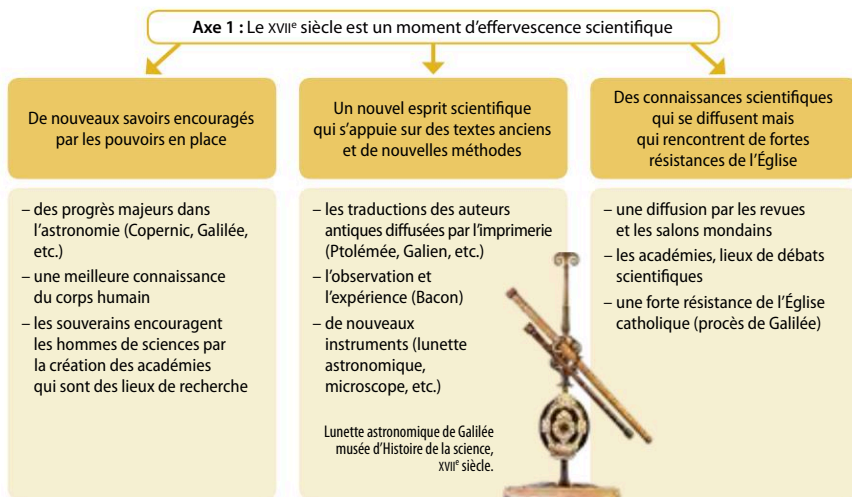 Axe 1 : Le XVIIe siècle est un moment d’effervescence scientifique
De nouveaux savoirs encouragés
par les pouvoirs en place
– des progrès majeurs dans
l’astronomie (Copernic, Galilée,
etc.)
– une meilleure connaissance
du corps humain
– les souverains encouragent
les hommes de sciences par
la création des académies
qui sont des lieux de recherche
Un nouvel esprit scientifique
qui s’appuie sur des textes anciens
et de nouvelles méthodes
– les traductions des auteurs
antiques diffusées par l’imprimerie
(Ptolémée, Galien, etc.)
– l’observation et
l’expérience (Bacon)
– de nouveaux
instruments (lunette
astronomique,
microscope, etc.)
Lunette astronomique de Galilée
musée d’Histoire de la science,
XVIIe siècle.
Des connaissances scientifiques
qui se diffusent mais
qui rencontrent de fortes
résistances de l’Église
– une diffusion par les revues
et les salons mondains
– les académies, lieux de débats
scientifiques
– une forte résistance de l’Église
catholique (procès de Galilée)